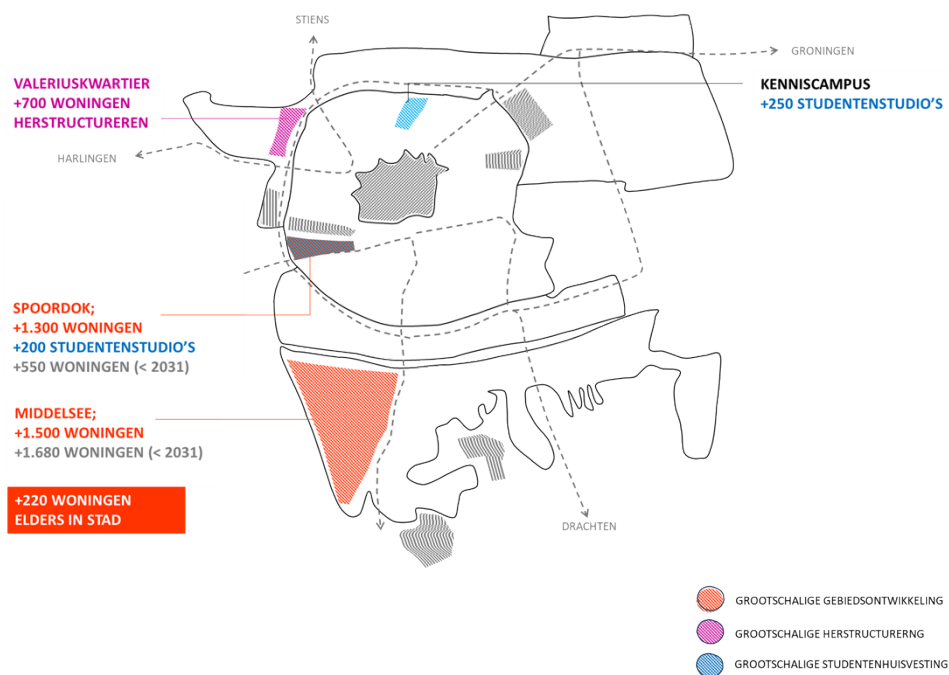 STIENS
GRONINGEN
VALERIUSKWARTIER
+700 WONINGEN
HERSTRUCTUREREN
KENNISCAMPUS
+250 STUDENTENSTUDIO'S
HARLINGEN
SPOORDOK;
+1.300 WONINGEN
+200 STUDENTENSTUDIO'S
+550 WONINGEN (< 2031)
MIDDELSEE;
+1.500 WONINGEN
+1.680 WONINGEN (< 2031)
+220 WONINGEN
ELDERS IN STAD
DRACHTEN
GROOTSCHALIGE GEBIEDSONTWIKKELING
GROOTSCHALIGE HERSTRUCTURERNG
GROOTSCHALIGE STUDENTENHUISVESTING